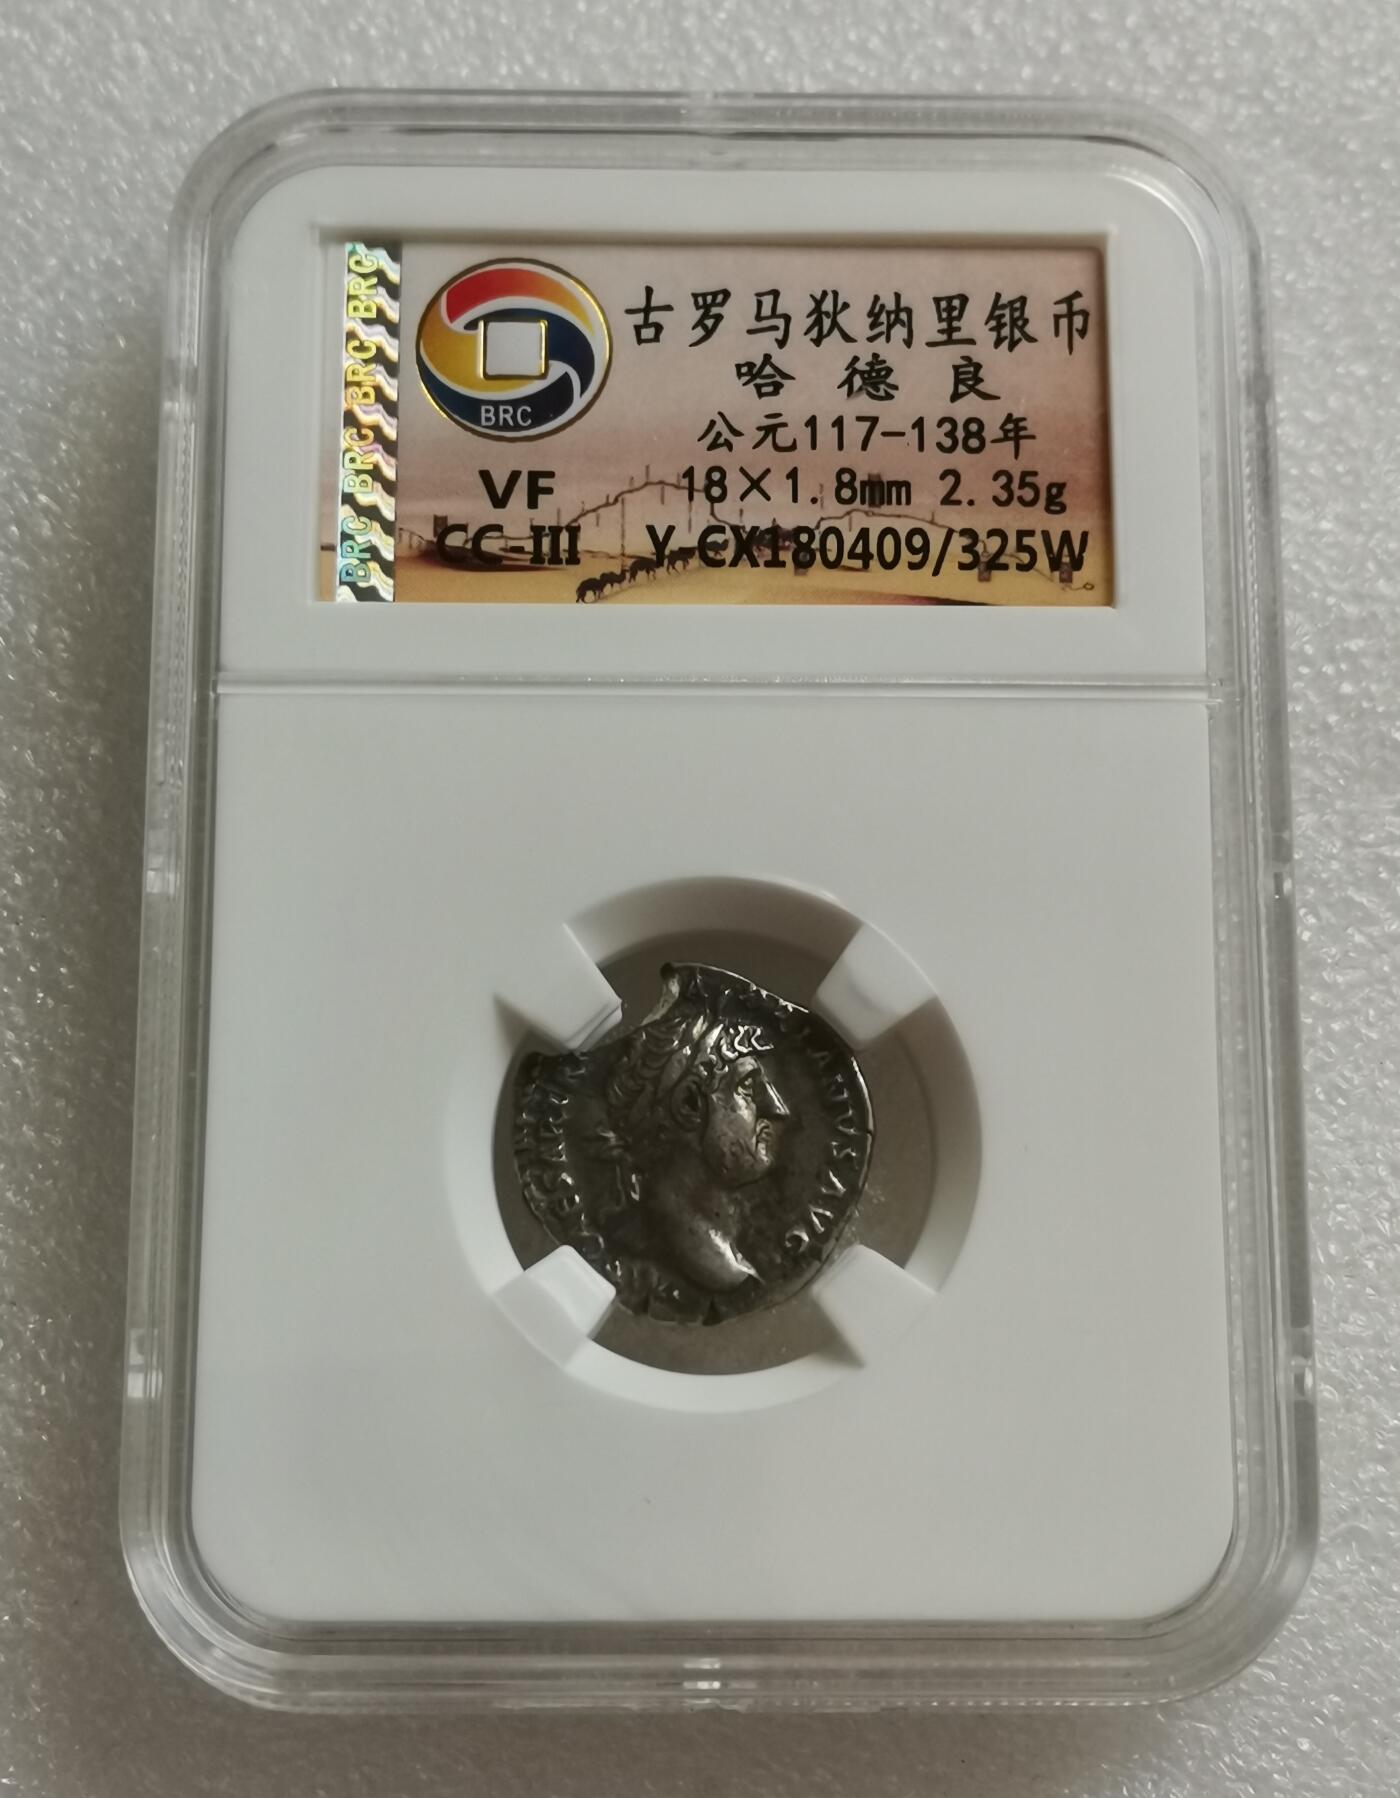 BRC BRC BRC BRC
BRC
古罗马狄纳里银币
哈德良
公元117-138年
VF
18×1.8mm 2.35g
CC-III
Y CX180409/325W
IANVS AVG
CAESAR